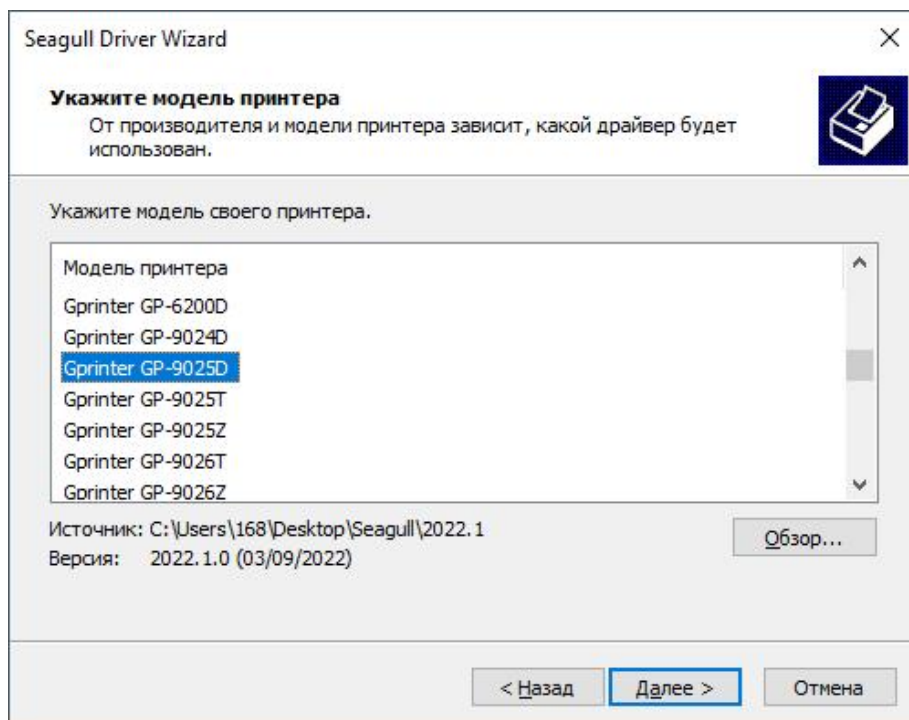 Seagull Driver Wizard
Укажите модель принтера
От производителя и модели принтера зависит, какой драйвер будет
использован.
Укажите модель своего принтера.
Модель принтера
Gprinter GP-6200D
Gprinter GP-9024D
Gprinter GP-9025D
Gprinter GP-9025T
Gprinter GP-9025Z
Gprinter GP-9026T
Gprinter GP-9026Z
Источник: C:\Users\168\Desktop\Seagull\2022.1
Обзор...
Версия: 2022.1.0 (03/09/2022)
< Назад
Далее >
Отмена